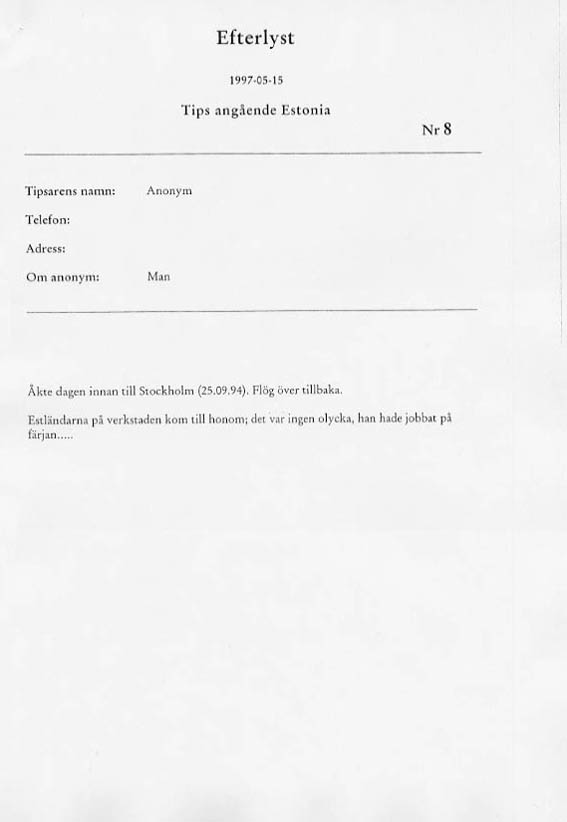 Efterlyst
1997-05-15
Tips angående Estonia
Nr 8
Tipsarens namn: Anonym
Telefon:
Adress:
Om anonym: Man
Åkte dagen innan till Stockholm (25.09.94). Flög över tillbaka.
Estländarna på verkstaden kom till honom; det var ingen olycka, han hade jobbat på
färjan.....